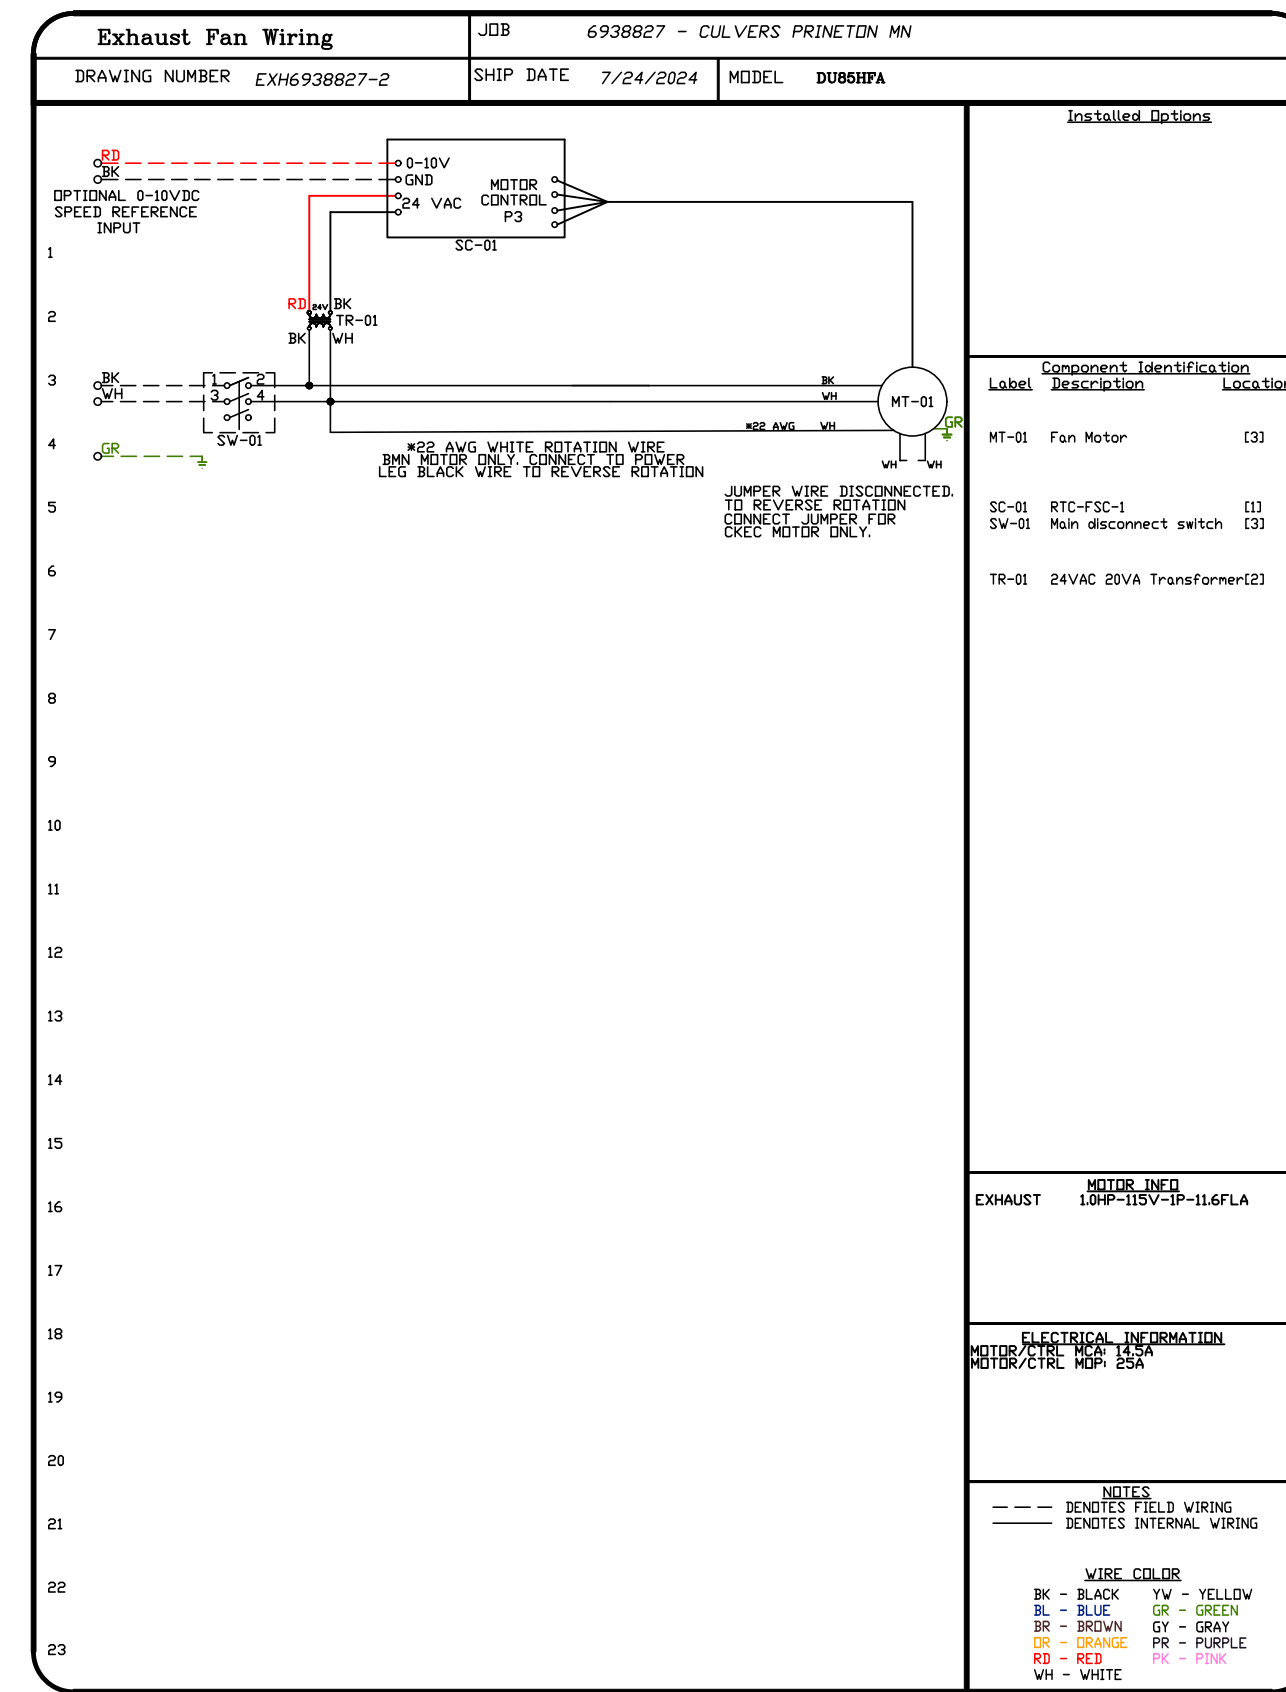 Exhaust Fan Wiring
JOB 6938827 - CULVERS PRINETON MN
DRAWING NUMBER EXH6938827-2
SHIP DATE 7/24/2024
MODEL DU85HFA
RD
BK
OPTIONAL 0-10VDC
SPEED REFERENCE
INPUT
0-10V
GND
24 VAC
MOTOR
CONTROL
P3
SC-01
RD 24V BK
TR-01
BK WH
BK
WH
1 2
3 4
SW-01
GR
BK
WH
*22 AWG WH
MT-01
GR
WH WH
*22 AWG WHITE ROTATION WIRE
BMN MOTOR ONLY. CONNECT TO POWER
LEG BLACK WIRE TO REVERSE ROTATION
JUMPER WIRE DISCONNECTED.
TO REVERSE ROTATION
CONNECT JUMPER FOR
CKEC MOTOR ONLY.
1
2
3
4
5
6
7
8
9
10
11
12
13
14
15
16
17
18
19
20
21
22
23
Installed Options
Component Identification
Label Description Location
MT-01 Fan Motor [3]
SC-01 RTC-FSC-1 [1]
SW-01 Main disconnect switch [3]
TR-01 24VAC 20VA Transformer[2]
MOTOR INFO
EXHAUST 1.0HP-115V-1P-11.6FLA
ELECTRICAL INFORMATION
MOTOR/CTRL MCA: 14.5A
MOTOR/CTRL MOP: 25A
NOTES
DENOTES FIELD WIRING
DENOTES INTERNAL WIRING
WIRE COLOR
BK - BLACK YW - YELLOW
BL - BLUE GR - GREEN
BR - BROWN GY - GRAY
OR - ORANGE PR - PURPLE
RD - RED PK - PINK
WH - WHITE